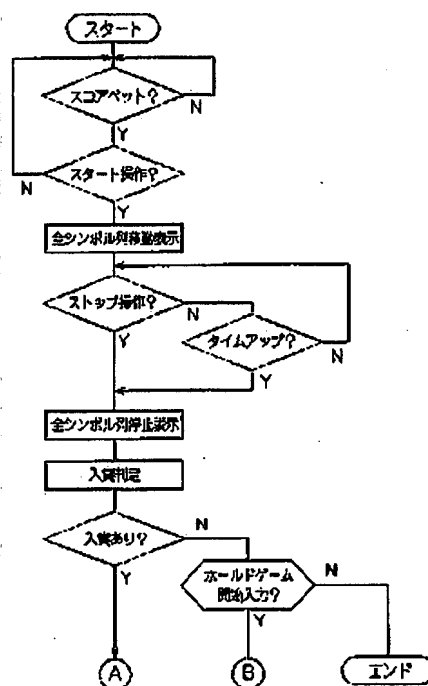 スタート
スコアベット?
N
Y
スタート操作?
N
Y
全シンボル列移動表示
ストップ操作?
N
Y
タイムアップ?
N
Y
全シンボル列停止表示
入賞判定
入賞あり?
N
Y
ホールドゲーム
開始入力?
N
Y
A
B
エンド